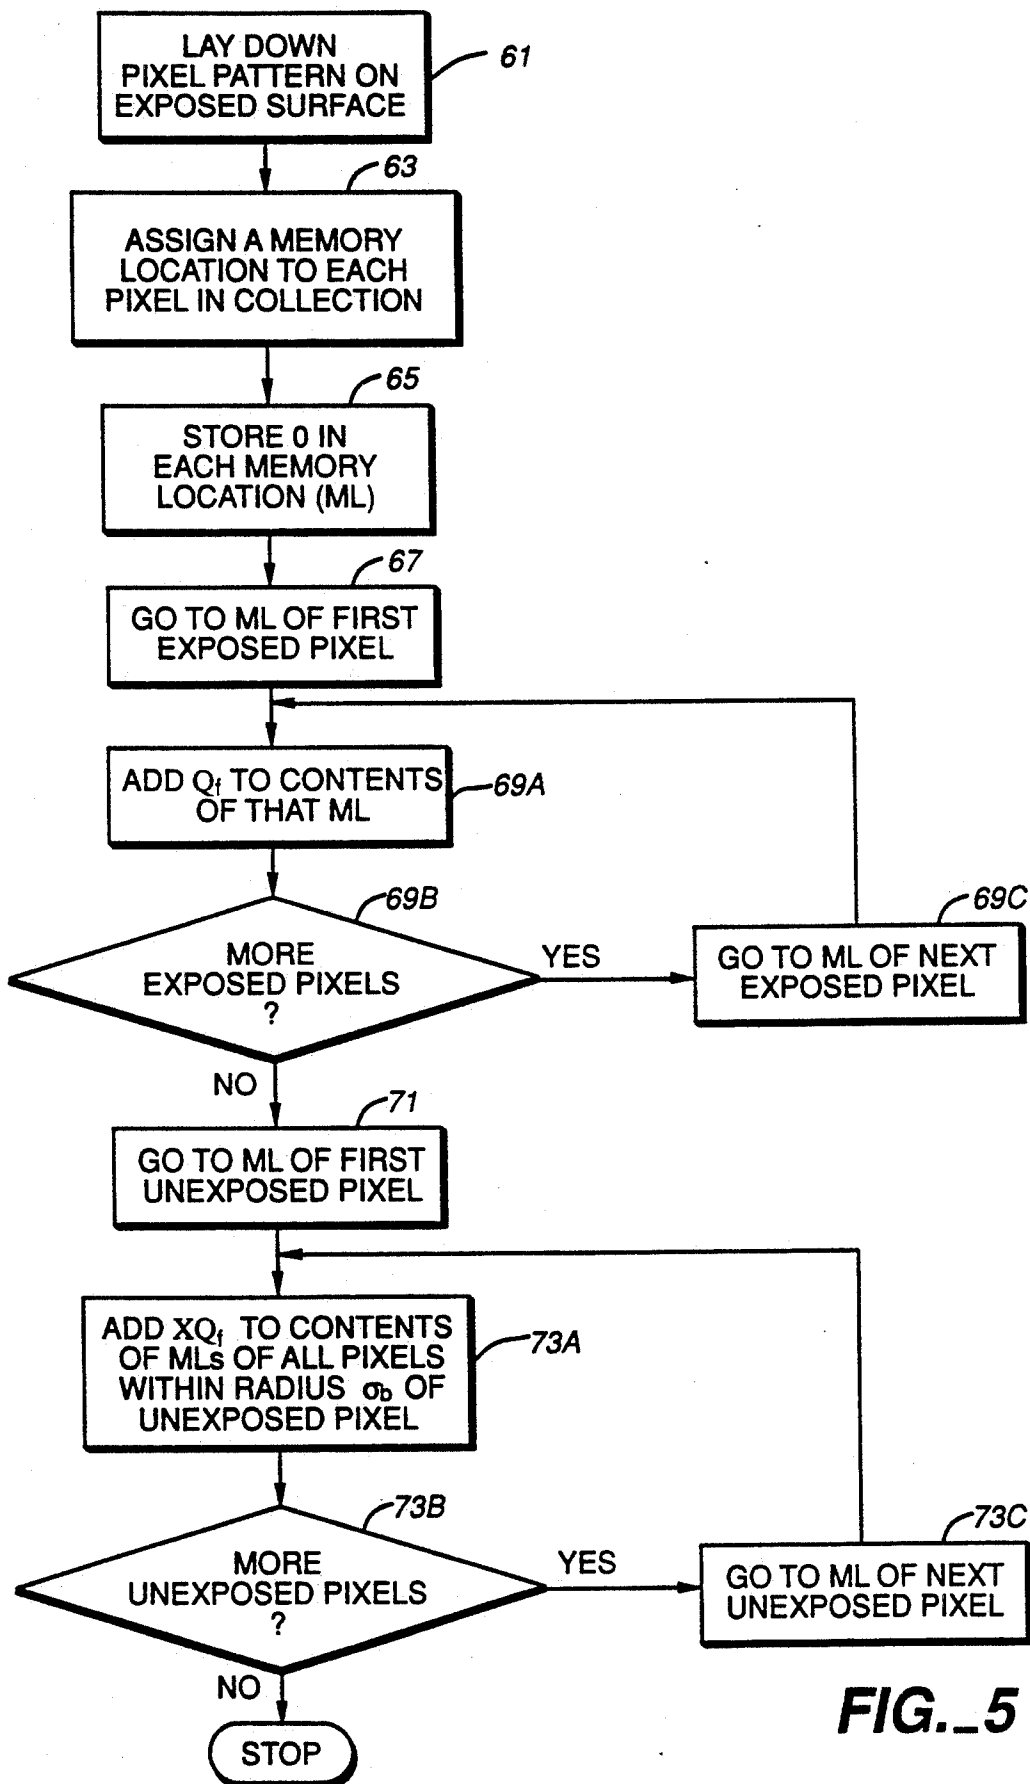 LAY DOWN
PIXEL PATTERN ON
EXPOSED SURFACE
61
63
ASSIGN A MEMORY
LOCATION TO EACH
PIXEL IN COLLECTION
65
STORE 0 IN
EACH MEMORY
LOCATION (ML)
67
GO TO ML OF FIRST
EXPOSED PIXEL
ADD Qf TO CONTENTS
OF THAT ML
69A
69B
MORE
EXPOSED PIXELS
?
YES
69C
GO TO ML OF NEXT
EXPOSED PIXEL
NO
71
GO TO ML OF FIRST
UNEXPOSED PIXEL
ADD XQf TO CONTENTS
OF MLs OF ALL PIXELS
WITHIN RADIUS σb OF
UNEXPOSED PIXEL
73A
73B
MORE
UNEXPOSED PIXELS
?
YES
73C
GO TO ML OF NEXT
UNEXPOSED PIXEL
NO
STOP
FIG._5